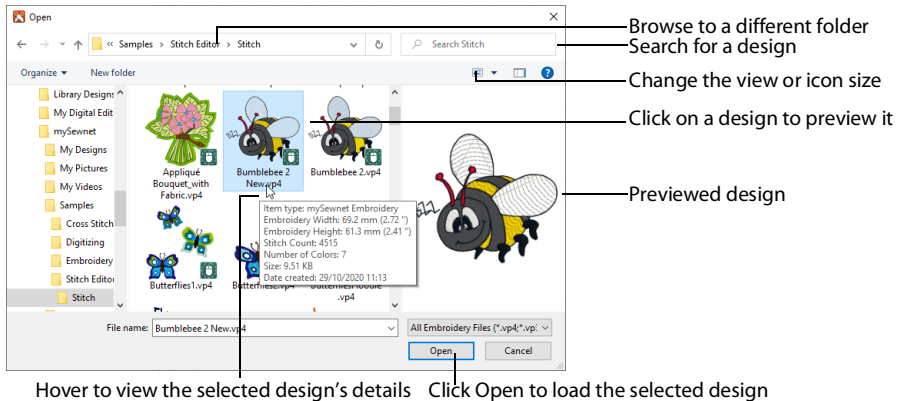 Open
Browse to a different folder
« Samples › Stitch Editor › Stitch
Search Stitch
Search for a design
Organize
New folder
Change the view or icon size
Library Designs
My Digital Edit
mySewnet
My Designs
My Pictures
My Videos
Samples
Cross Stitch
Digitizing
Embroidery
Stitch Editor
Stitch
Click on a design to preview it
Appliqué
Bouquet_with
Fabric.vp4
Bumblebee 2
New.vp4
Bumblebee 2.vp4
Previewed design
Item type: mySewnet Embroidery
Embroidery Width: 69.2 mm (2.72 ")
Embroidery Height: 61.3 mm (2.41 ")
Stitch Count: 4515
Number of Colors: 7
Size: 9.51 KB
Date created: 29/10/2020 11:13
Butterflies1.vp4
Butterflies2.vp4
.vp4
File name:
Bumblebee 2 New.vp4
All Embroidery Files (*.vp4;*.vp:
Open
Cancel
Hover to view the selected design's details
Click Open to load the selected design